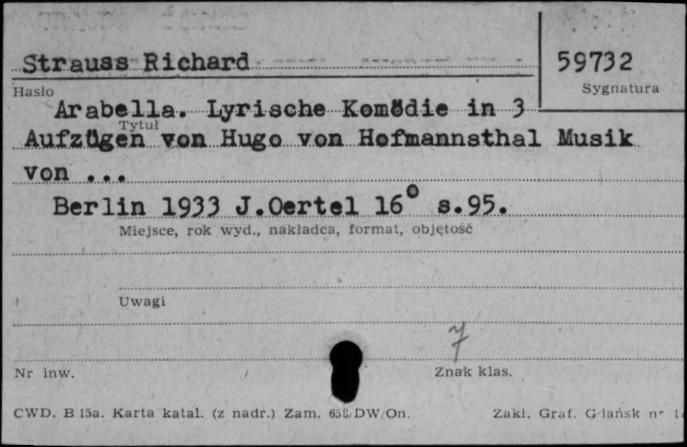 Strauss Richard
59732
Hasło
Sygnatura
Arabella. Lyrische Komödie in 3
Tytuł
Aufzügen von Hugo von Hofmannsthal Musik
von ...
Berlin 1933 J.Oertel 16° s.95.
Miejsce, rok wyd., nakładca, format, objętość
Uwagi
7
Nr inw.
Znak klas.
CWD. B 15a. Karta katal. (z nadr.) Zam. 658/DW/On.
Zakł. Graf. Gdańsk nr